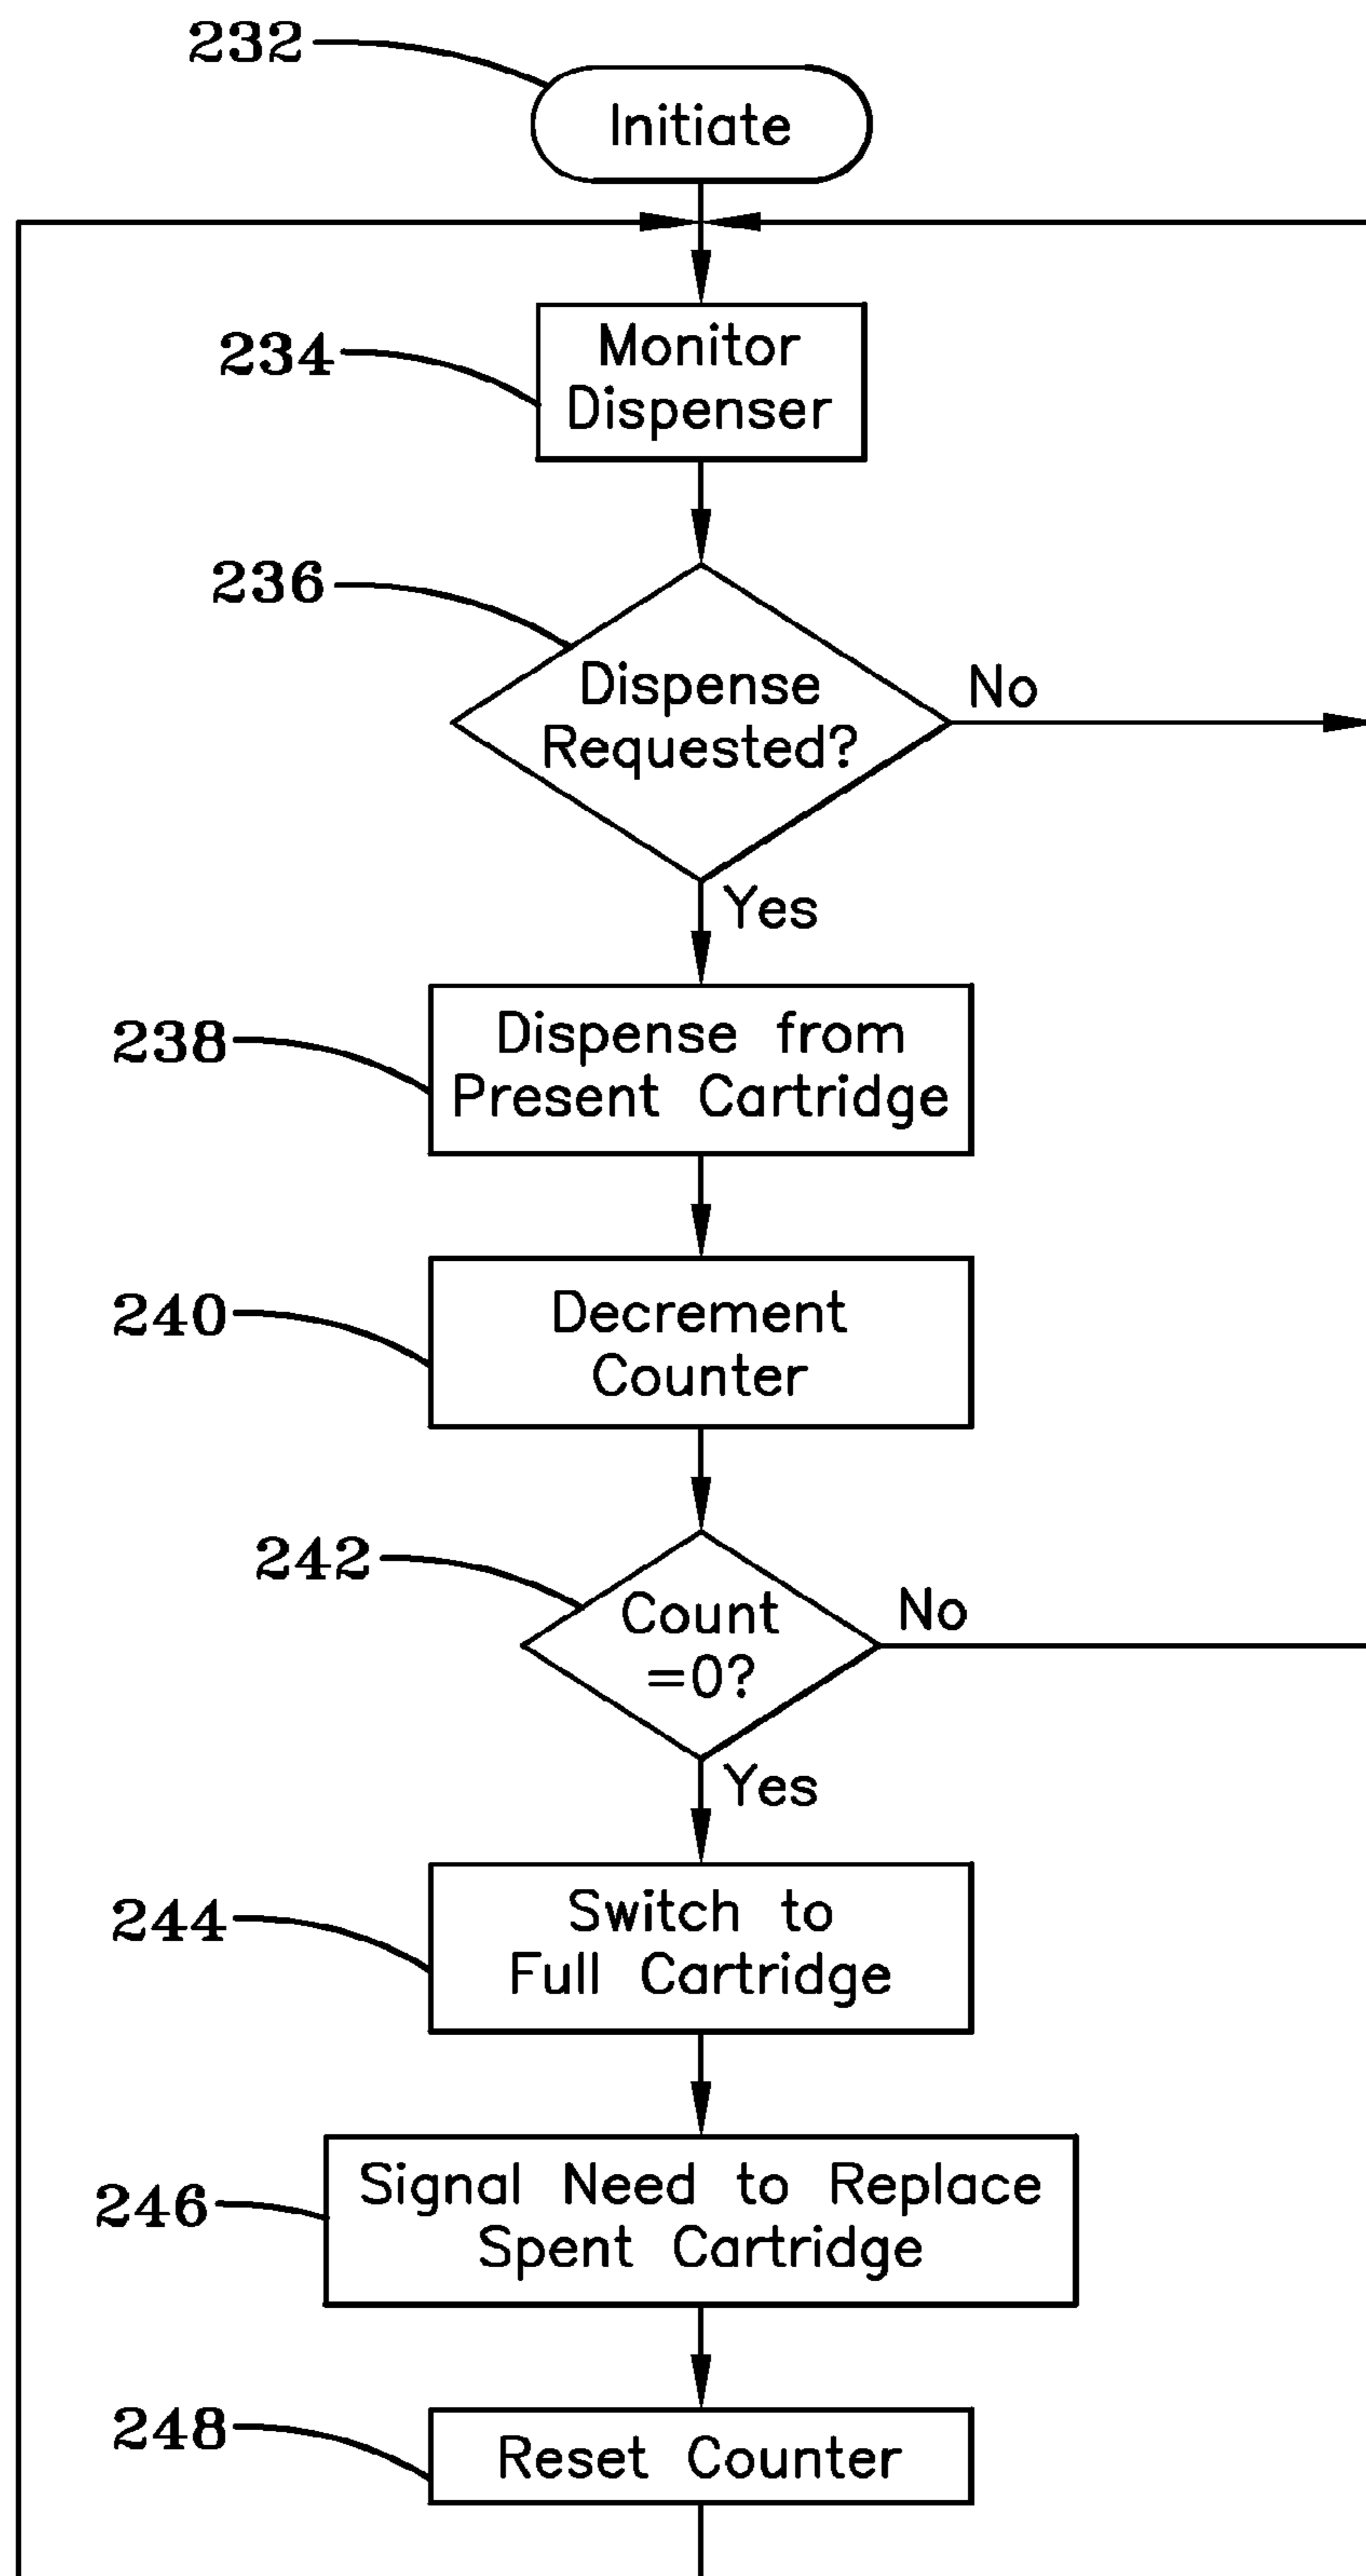 232
Initiate
234
Monitor
Dispenser
236
Dispense
Requested?
No
Yes
238
Dispense from
Present Cartridge
240
Decrement
Counter
242
Count
=0?
No
Yes
244
Switch to
Full Cartridge
246
Signal Need to Replace
Spent Cartridge
248
Reset Counter